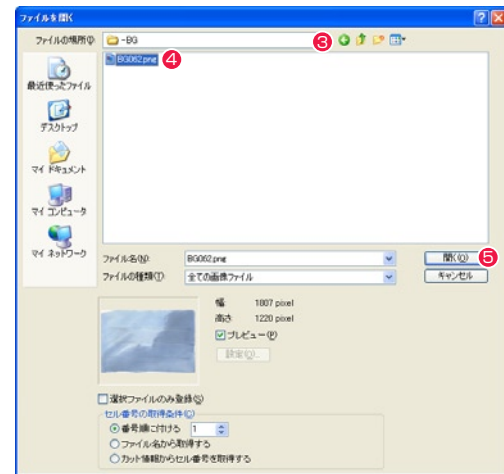 ファイルを開く
ファイルの場所(I): -BG ③
BG062.png ④
最近使ったファイル
デスクトップ
マイ ドキュメント
マイ コンピュータ
マイ ネットワーク
ファイル名(N): BG062.png 開く(O) ⑤
ファイルの種類(T): 全ての画像ファイル キャンセル
幅 1807 pixel
高さ 1220 pixel
プレビュー(P)
設定(Q)...
選択ファイルのみ登録(S)
セル番号の取得条件(C)
番号順に付ける 1
ファイル名から取得する
カット情報からセル番号を取得する